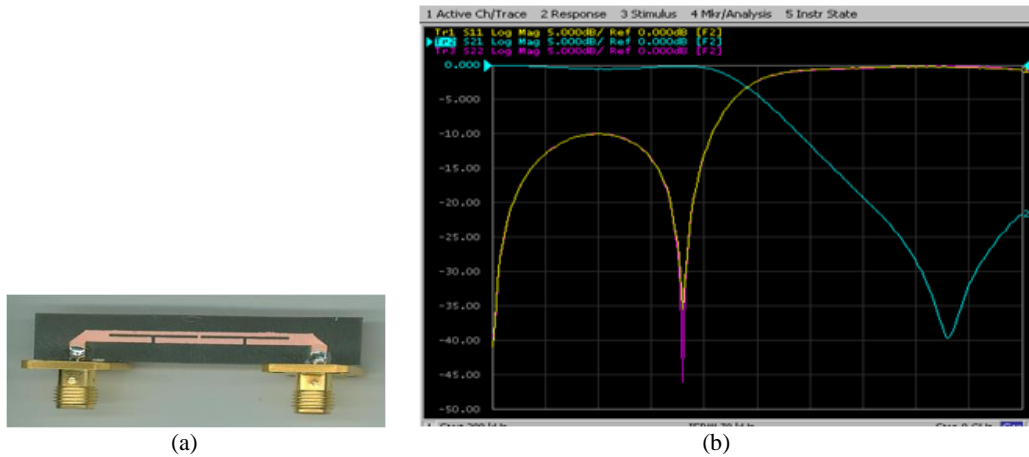 1 Active Ch/Trace 2 Response 3 Stimulus 4 Mkr/Analysis 5 Instr State
Tr1 S11 Log Mag 5.000dB/ Ref 0.000dB [F2]
Tr2 S21 Log Mag 5.000dB/ Ref 0.000dB [F2]
Tr3 S22 Log Mag 5.000dB/ Ref 0.000dB [F2]
0.000
-5.000
-10.00
-15.00
-20.00
-25.00
-30.00
-35.00
-40.00
-45.00
-50.00
(a)
(b)